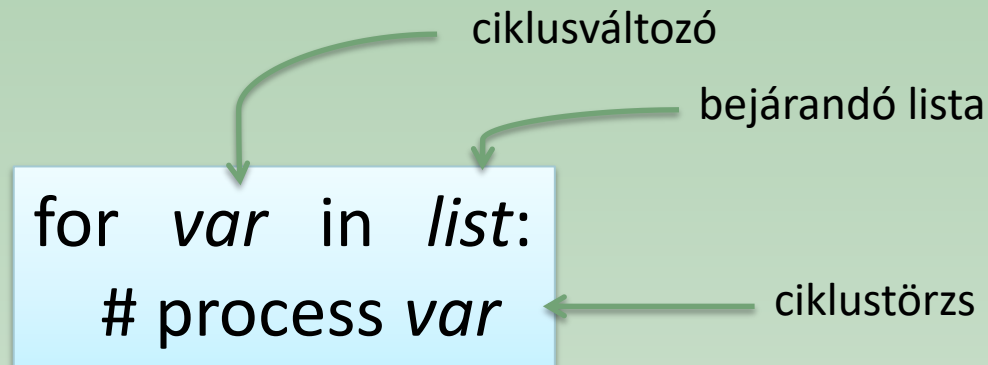 ciklusváltozó
bejárandó lista
for var in list:
# process var
ciklustörzs